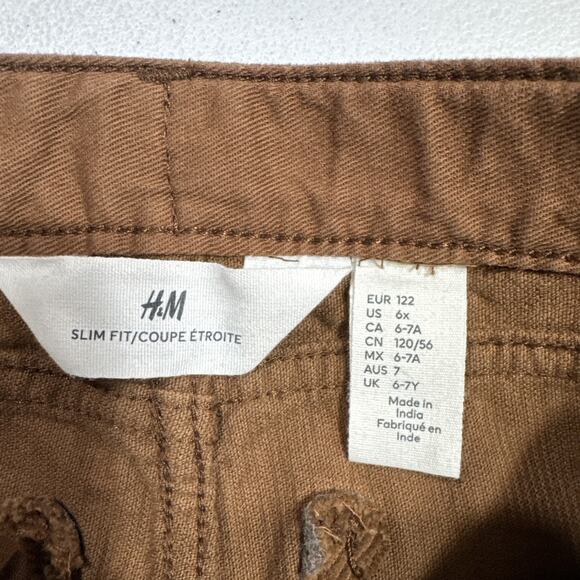 H&M
SLIM FIT/COUPE ÉTROITE
EUR 122
US 6x
CA 6-7A
CN 120/56
MX 6-7A
AUS 7
UK 6-7Y
Made in
India
Fabriqué en
Inde